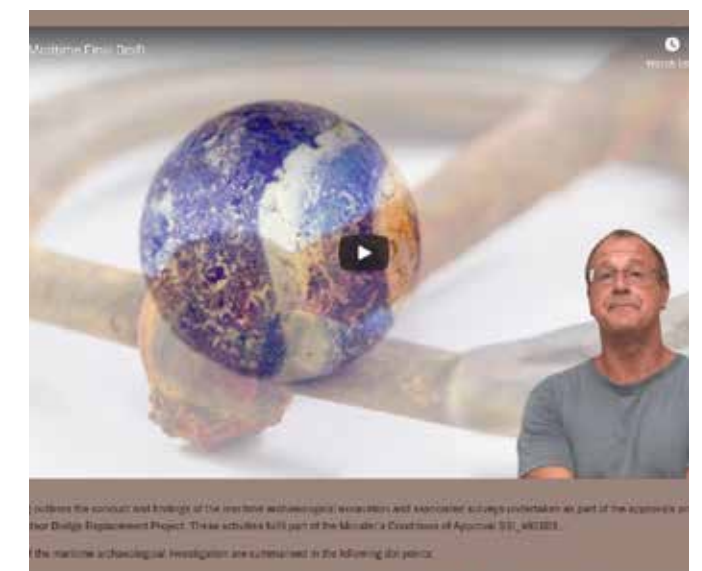 Maritime Final Draft
Watch la
g outlines the conduct and findings of the maritime archaeological excavation and associated surveys undertaken as part of the approvals
Bridge Replacement Project. These activities fulfil part of the Minister's Conditions of Approval
of the maritime archaeological investigation are summarised in the following dot points: